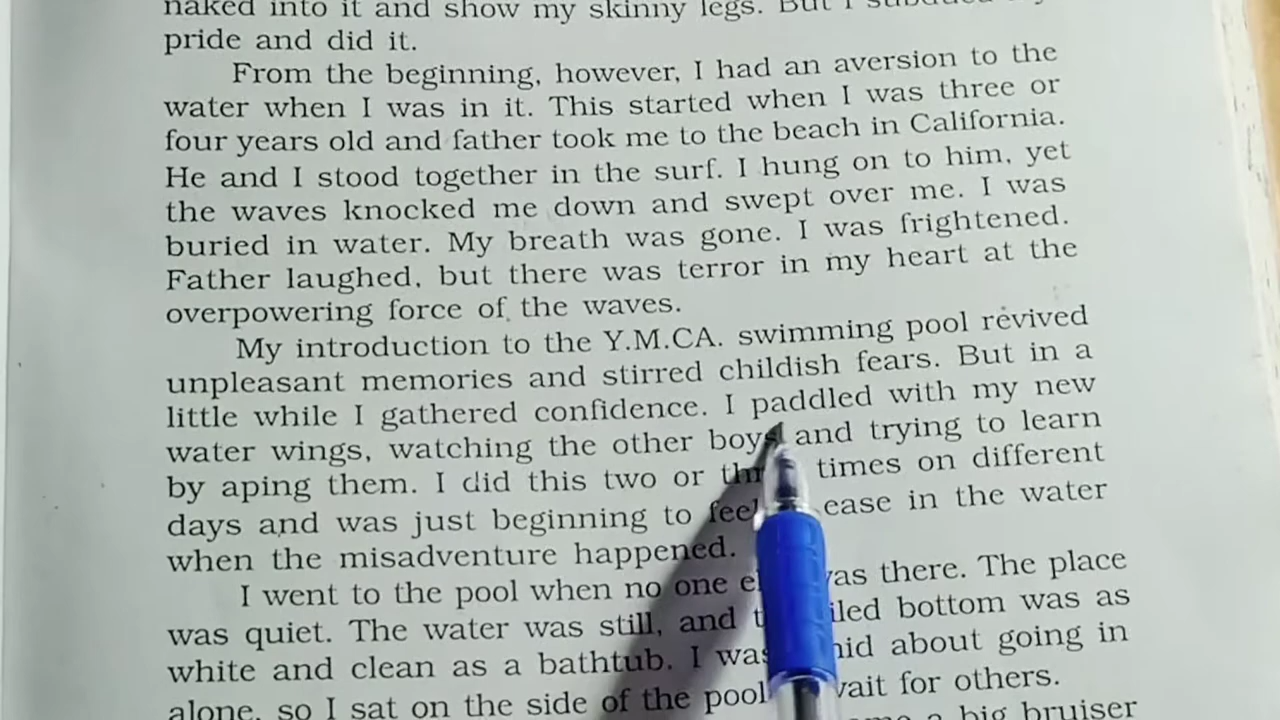 naked into it and show my skinny legs. But I subdued my
pride and did it.
From the beginning, however, I had an aversion to the
water when I was in it. This started when I was three or
four years old and father took me to the beach in California.
He and I stood together in the surf. I hung on to him, yet
the waves knocked me down and swept over me. I was
buried in water. My breath was gone. I was frightened.
Father laughed, but there was terror in my heart at the
overpowering force of the waves.
My introduction to the Y.M.CA. swimming pool revived
unpleasant memories and stirred childish fears. But in a
little while I gathered confidence. I paddled with my new
water wings, watching the other boys and trying to learn
by aping them. I did this two or three times on different
days and was just beginning to feel ease in the water
when the misadventure happened.
I went to the pool when no one was there. The place
was quiet. The water was still, and bottom was as
white and clean as a bathtub. I was about going in
alone, so I sat on the side of the pool wait for others.
a big bruiser